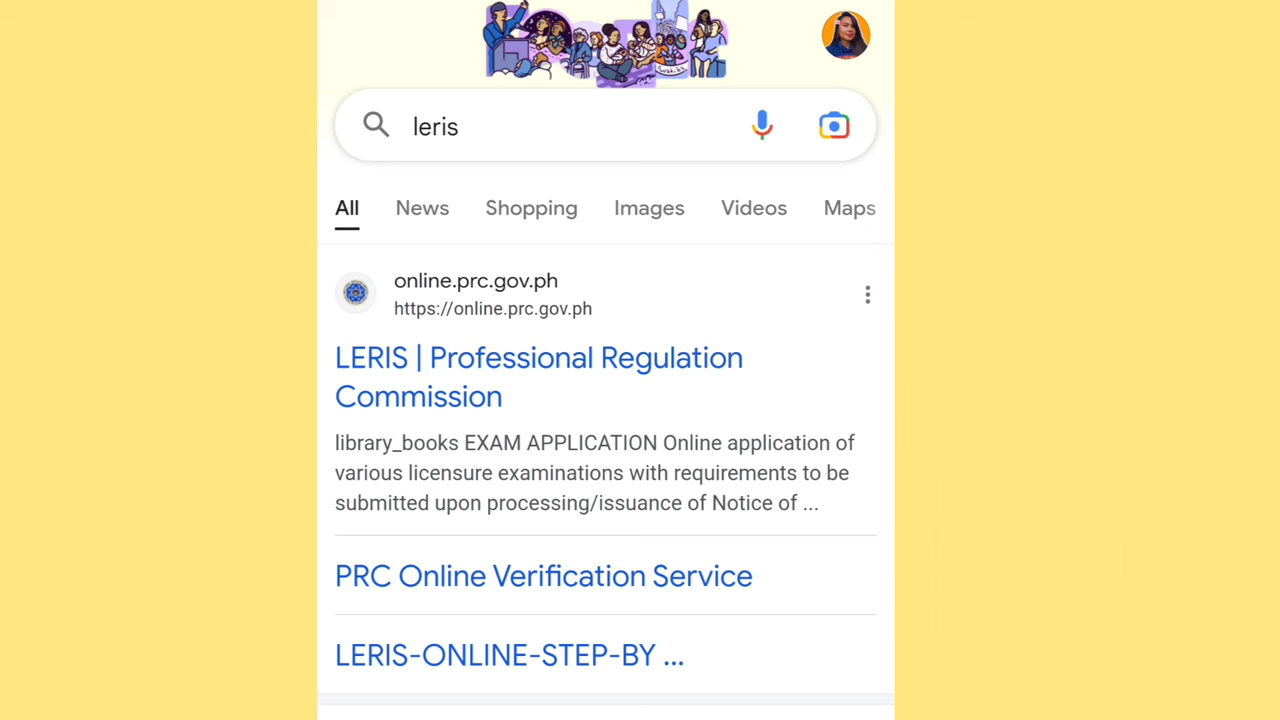 leris
All News Shopping Images Videos Maps
online.prc.gov.ph
https://online.prc.gov.ph
LERIS | Professional Regulation
Commission
library_books EXAM APPLICATION Online application of
various licensure examinations with requirements to be
submitted upon processing/issuance of Notice of ...
PRC Online Verification Service
LERIS-ONLINE-STEP-BY ...